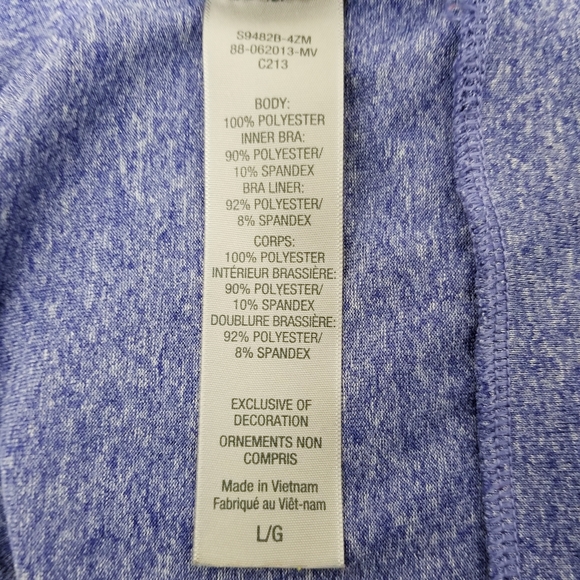 S9482B-4ZM
88-062013-MV
C213
BODY:
100% POLYESTER
INNER BRA:
90% POLYESTER/
10% SPANDEX
BRA LINER:
92% POLYESTER/
8% SPANDEX
CORPS:
100% POLYESTER
INTÉRIEUR BRASSIÈRE:
90% POLYESTER/
10% SPANDEX
DOUBLURE BRASSIÈRE:
92% POLYESTER/
8% SPANDEX
EXCLUSIVE OF
DECORATION
ORNEMENTS NON
COMPRIS
Made in Vietnam
Fabriqué au Viêt-nam
L/G